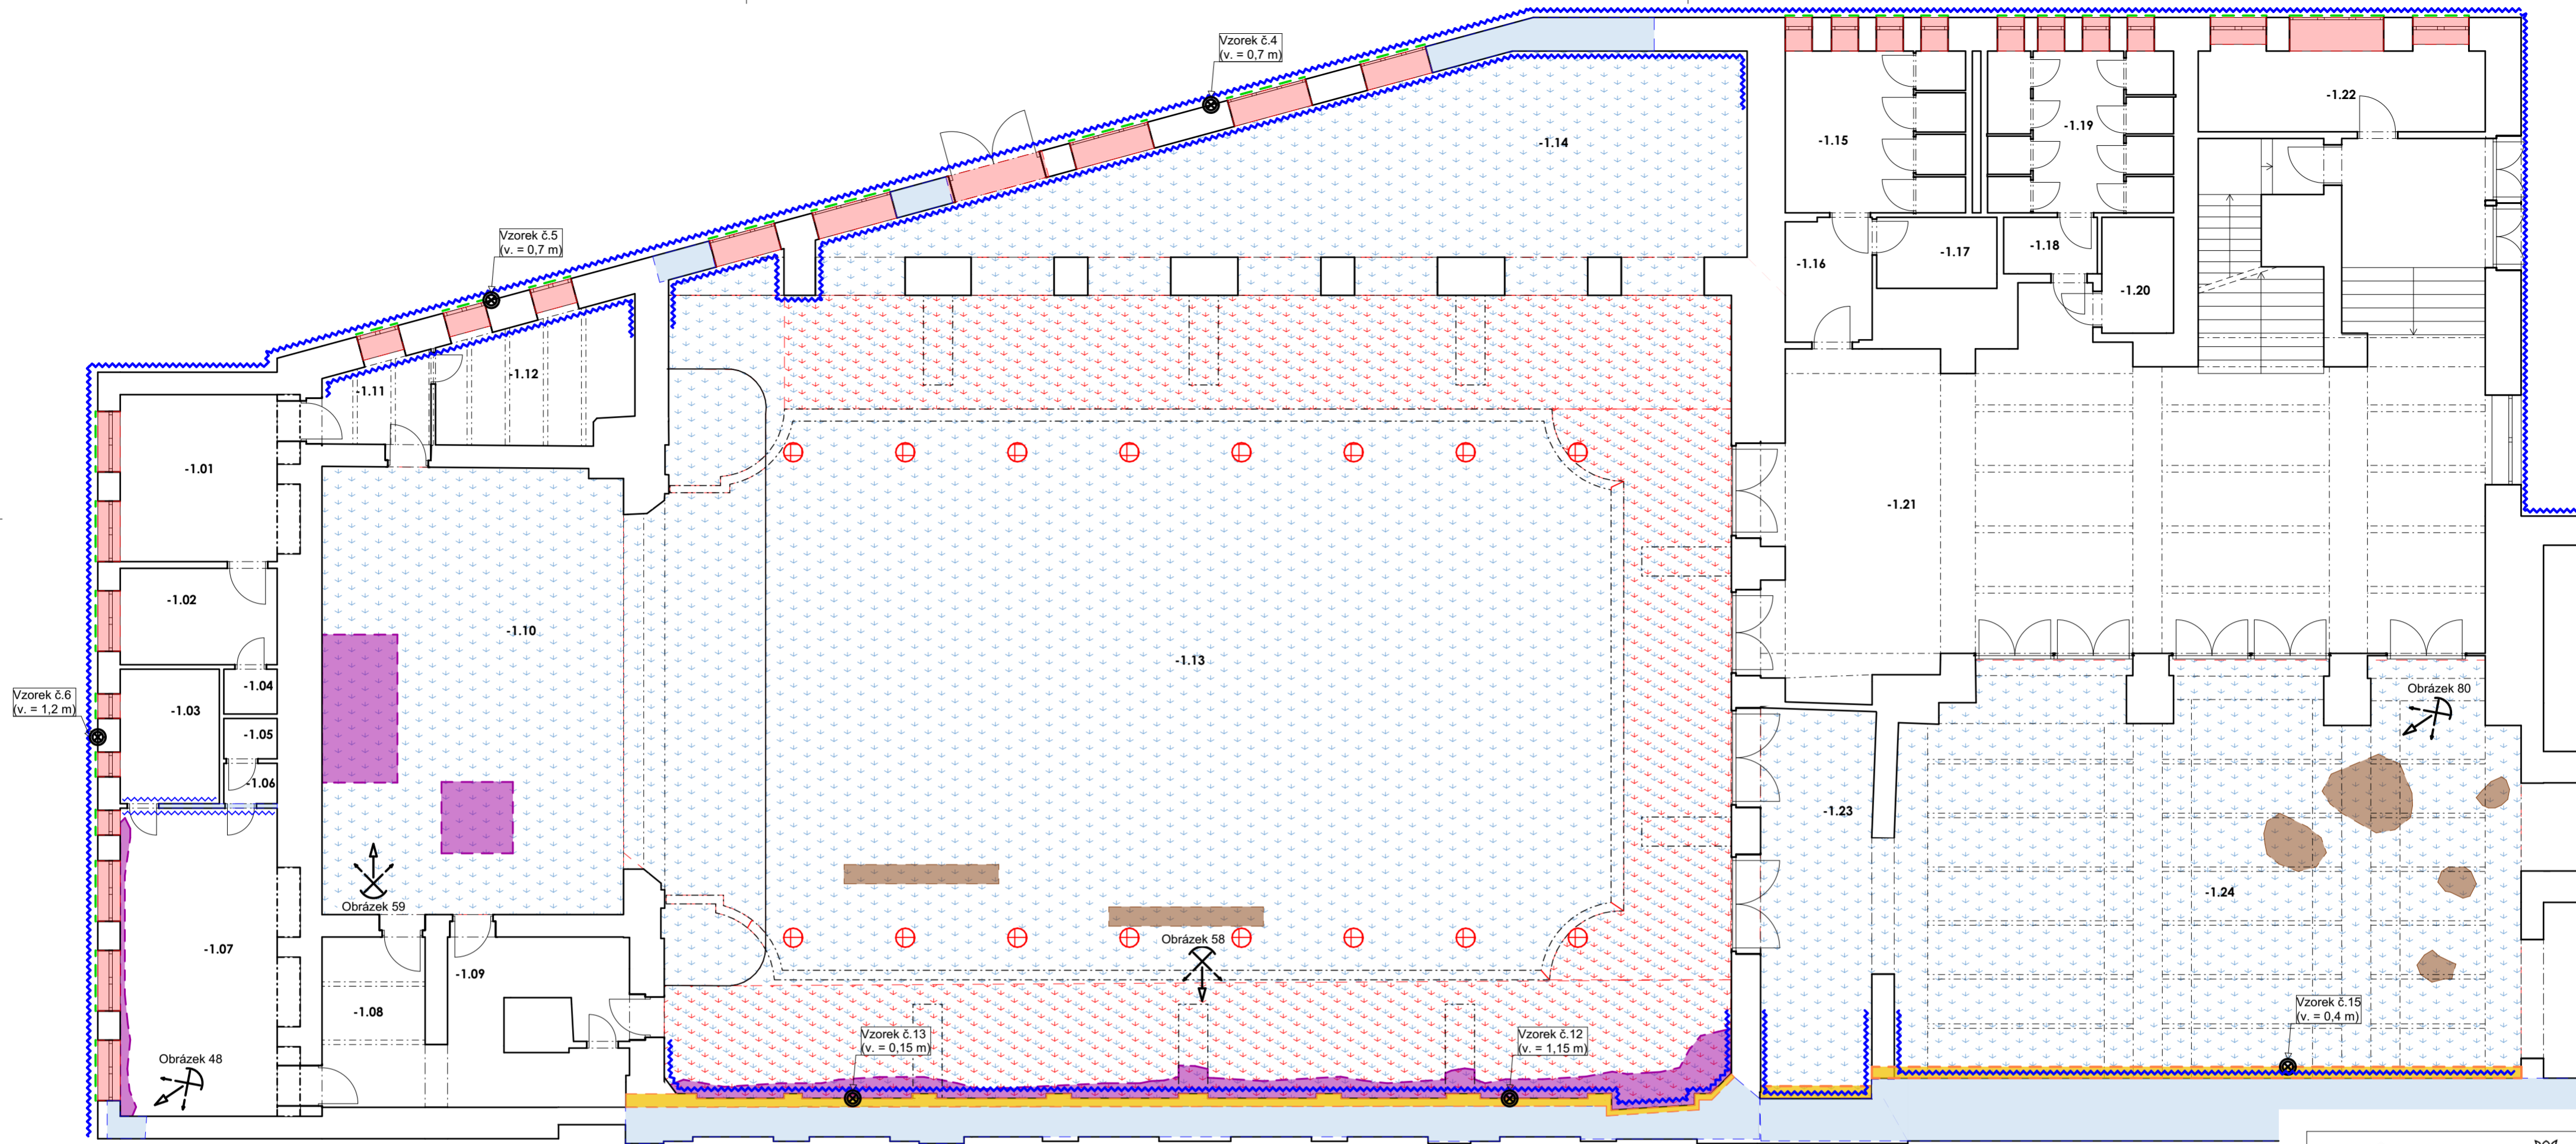 Vzorek č.4
(v. = 0,7 m)
-1.22
-1.19
-1.15
-1.14
Vzorek č.5
(v. = 0,7 m)
-1.18
-1.17
-1.16
-1.20
-1.12
-1.11
-1.01
-1.21
-1.02
-1.10
-1.13
-1.04
Obrázek 80
Vzorek č.6
(v. = 1,2 m)
-1.03
-1.05
-1.06
-1.23
-1.24
Obrázek 59
Obrázek 58
-1.07
-1.09
-1.08
Vzorek č.15
(v. = 0,4 m)
Vzorek č.13
(v. = 0,15 m)
Vzorek č.12
(v. = 1,15 m)
Obrázek 48